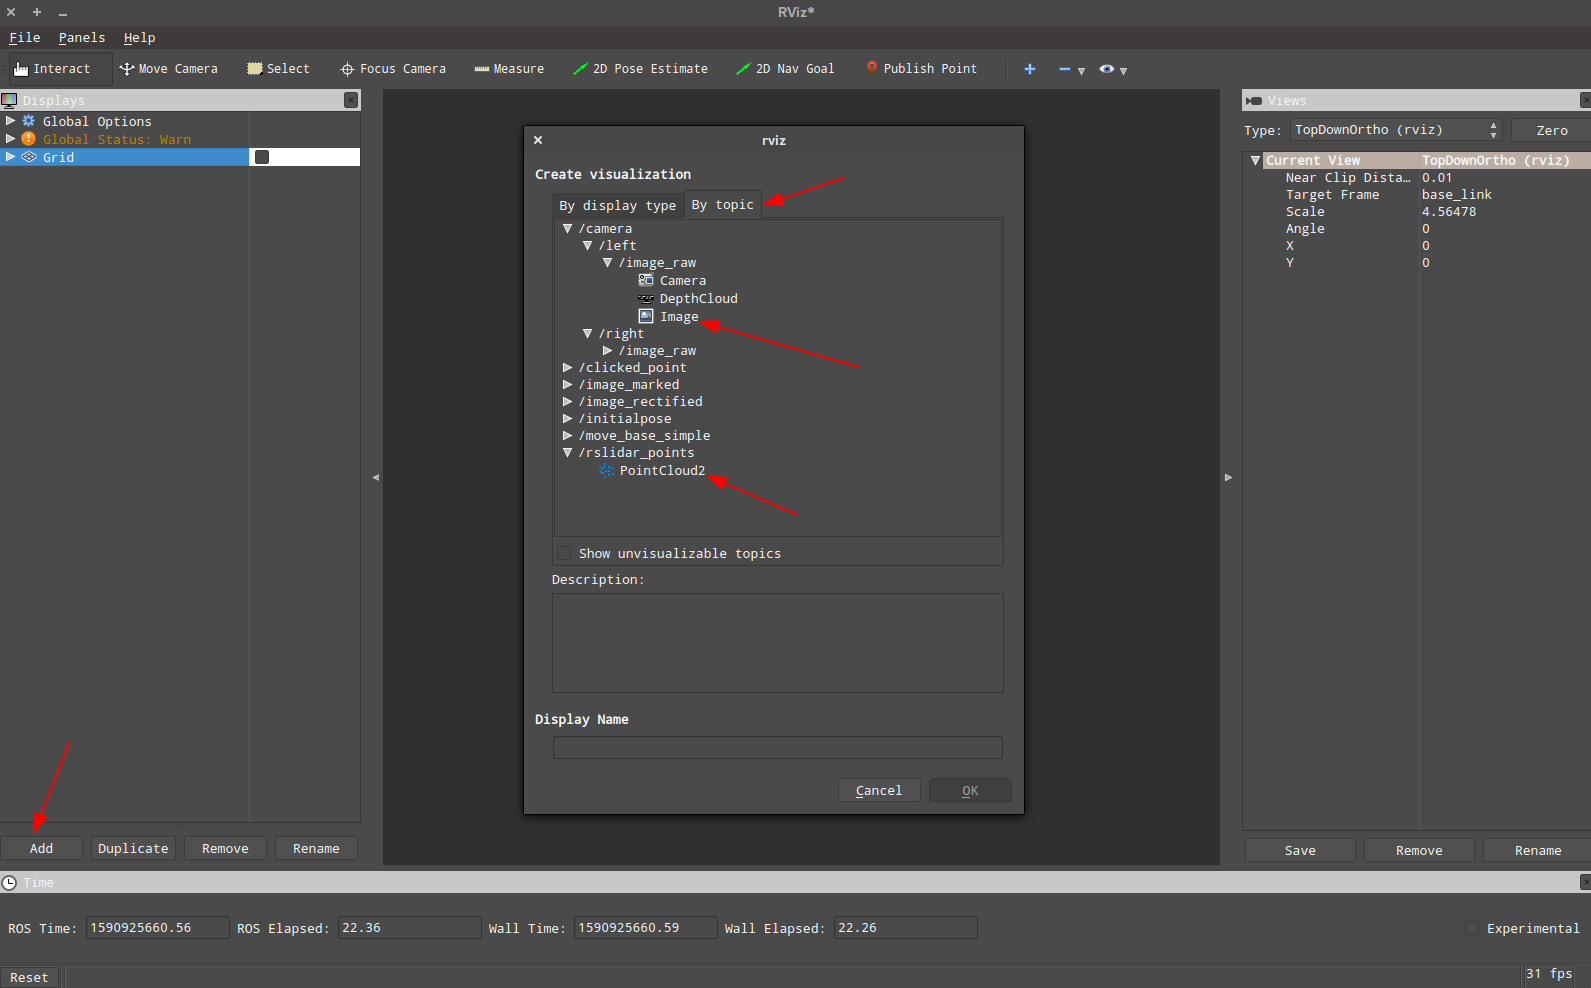 RViz*
File Panels Help
Interact Move Camera Select Focus Camera Measure 2D Pose Estimate 2D Nav Goal Publish Point
Displays
Global Options
Global Status: Warn
Grid
Add Duplicate Remove Rename
rviz
Create visualization
By display type By topic
/camera
/left
/image_raw
Camera
DepthCloud
Image
/right
/image_raw
/clicked_point
/image_marked
/image_rectified
/initialpose
/move_base_simple
/rslidar_points
PointCloud2
Show unvisualizable topics
Description:
Display Name
Cancel OK
Views
Type: TopDownOrtho (rviz) Zero
Current View TopDownOrtho (rviz)
Near Clip Dista… 0.01
Target Frame base_link
Scale 4.56478
Angle 0
X 0
Y 0
Save Remove Rename
Time
ROS Time: 1590925660.56 ROS Elapsed: 22.36 Wall Time: 1590925660.59 Wall Elapsed: 22.26 Experimental
Reset 31 fps